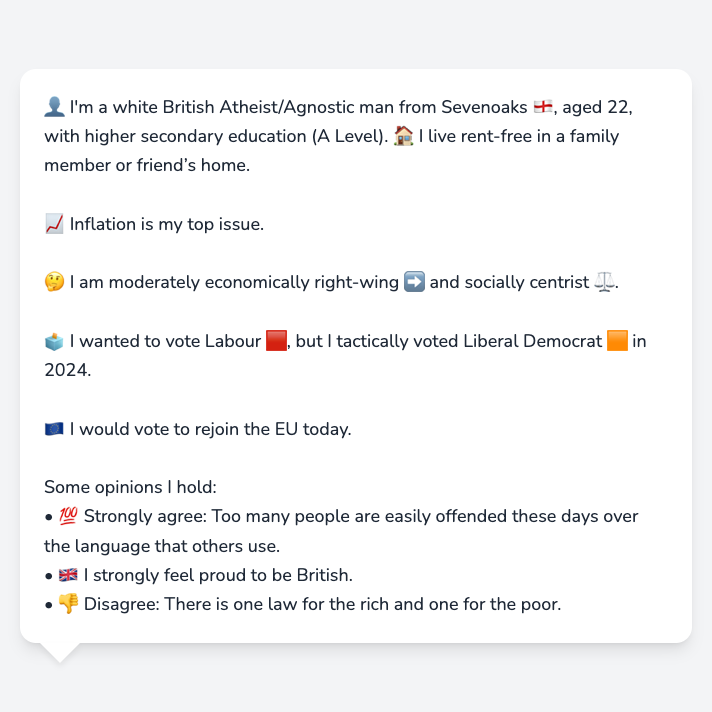 👤 I'm a white British Atheist/Agnostic man from Sevenoaks 🏴󠁧󠁢󠁥󠁮󠁧󠁿, aged 22,
with higher secondary education (A Level). 🏠 I live rent-free in a family
member or friend’s home.
📈 Inflation is my top issue.
🤔 I am moderately economically right-wing ➡️ and socially centrist ⚖️.
🗳️ I wanted to vote Labour 🟥, but I tactically voted Liberal Democrat 🟧 in
2024.
🇪🇺 I would vote to rejoin the EU today.
Some opinions I hold:
• 💯 Strongly agree: Too many people are easily offended these days over
the language that others use.
• 🇬🇧 I strongly feel proud to be British.
• 👎 Disagree: There is one law for the rich and one for the poor.